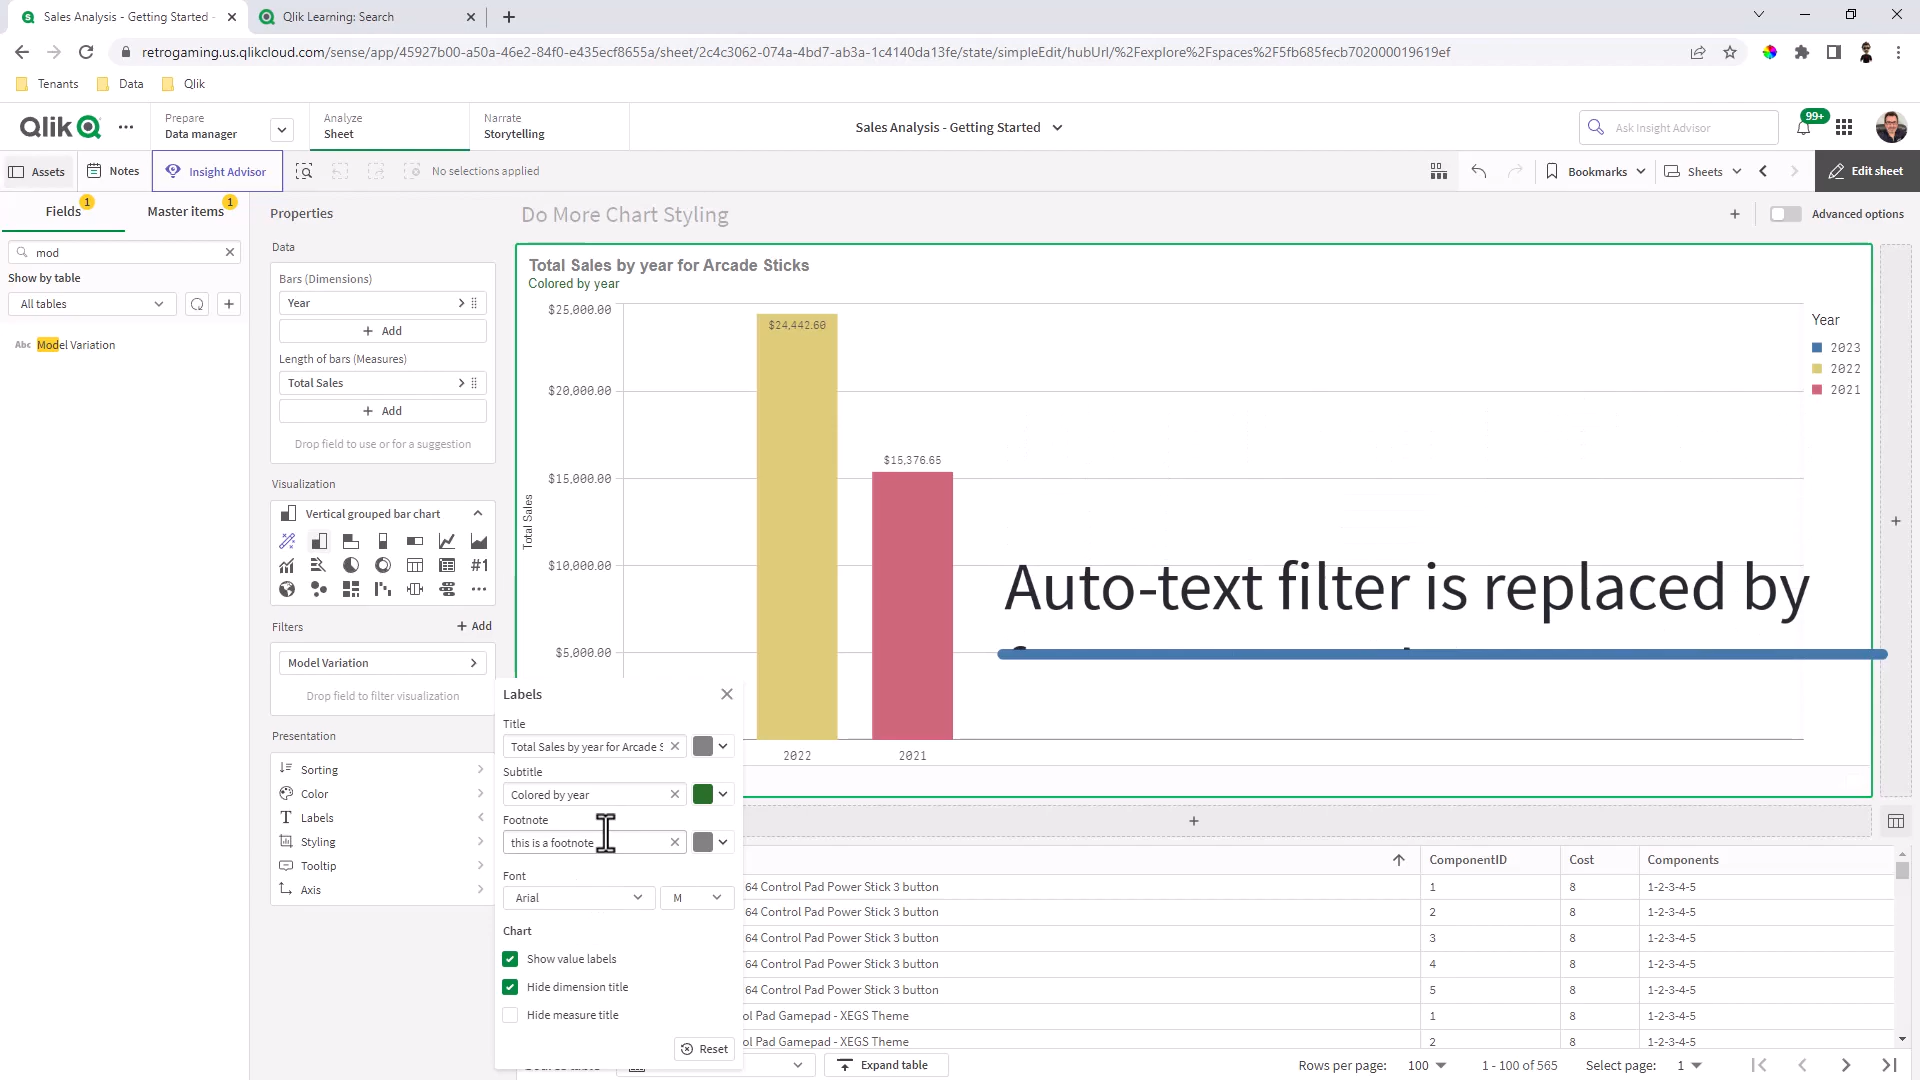 Sales Analysis - Getting Started -
Qlik Learning: Search
retrogaming.us.qlikcloud.com/sense/app/45927b00-a50a-46e2-84f0-e435ecf8655a/sheet/2c4c3062-074a-4bd7-ab3a-1c4140da13fe/state/simpleEdit/hubUrl/%2Fexplore%2Fspaces%2F5fb685fecb702000019619ef
Tenants Data Qlik
Qlik
Prepare
Data manager
Analyze
Sheet
Narrate
Storytelling
Sales Analysis - Getting Started
Ask Insight Advisor
99+
Assets Notes Insight Advisor No selections applied
Bookmarks Sheets Edit sheet
Fields 1 Master items 1
mod
Show by table
All tables
Abc Model Variation
Properties
Data
Bars (Dimensions)
Year
Add
Length of bars (Measures)
Total Sales
Add
Drop field to use or for a suggestion
Visualization
Vertical grouped bar chart
#1
Filters Add
Model Variation
Drop field to filter visualization
Presentation
Sorting
Color
Labels
Styling
Tooltip
Axis
Do More Chart Styling
Advanced options
Total Sales by year for Arcade Sticks
Colored by year
$25,000.00
$20,000.00
$15,000.00
$10,000.00
$5,000.00
Total Sales
$24,442.60
$15,376.65
2022 2021
Year
2023
2022
2021
Auto-text filter is replaced by
Labels
Title
Total Sales by year for Arcade S
Subtitle
Colored by year
Footnote
this is a footnote
Font
Arial M
Chart
Show value labels
Hide dimension title
Hide measure title
Reset
ComponentID Cost Components
64 Control Pad Power Stick 3 button 1 8 1-2-3-4-5
64 Control Pad Power Stick 3 button 2 8 1-2-3-4-5
64 Control Pad Power Stick 3 button 3 8 1-2-3-4-5
64 Control Pad Power Stick 3 button 4 8 1-2-3-4-5
64 Control Pad Power Stick 3 button 5 8 1-2-3-4-5
ol Pad Gamepad - XEGS Theme 1 8 1-2-3-4-5
ol Pad Gamepad - XEGS Theme 2 8 1-2-3-4-5
Expand table
Rows per page: 100 1 - 100 of 565 Select page: 1